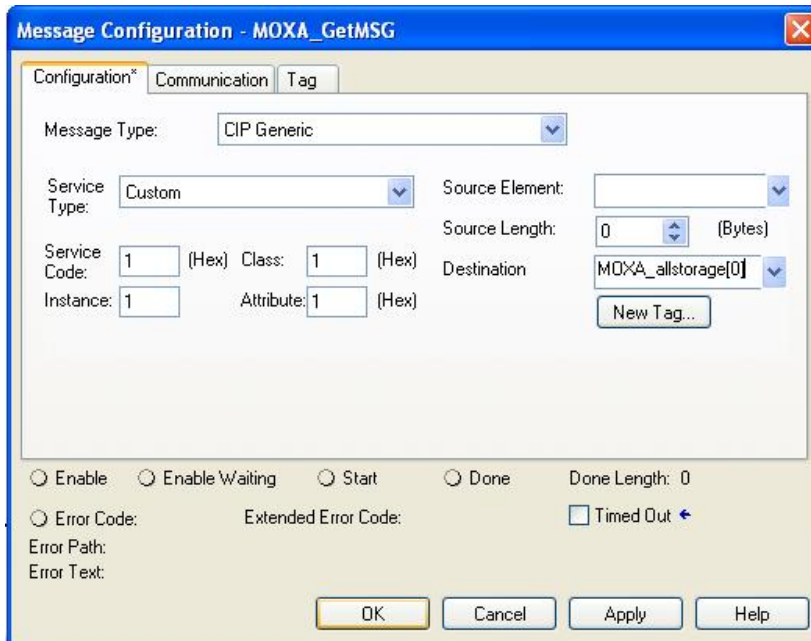 Message Configuration - MOXA_GetMSG
Configuration* Communication Tag
Message Type: CIP Generic
Service Type: Custom
Source Element:
Source Length: 0 (Bytes)
Service Code: 1 (Hex) Class: 1 (Hex)
Destination MOXA_allstorage[0]
Instance: 1 Attribute: 1 (Hex)
New Tag...
Enable Enable Waiting Start Done Done Length: 0
Error Code: Extended Error Code: Timed Out
Error Path:
Error Text:
OK Cancel Apply Help